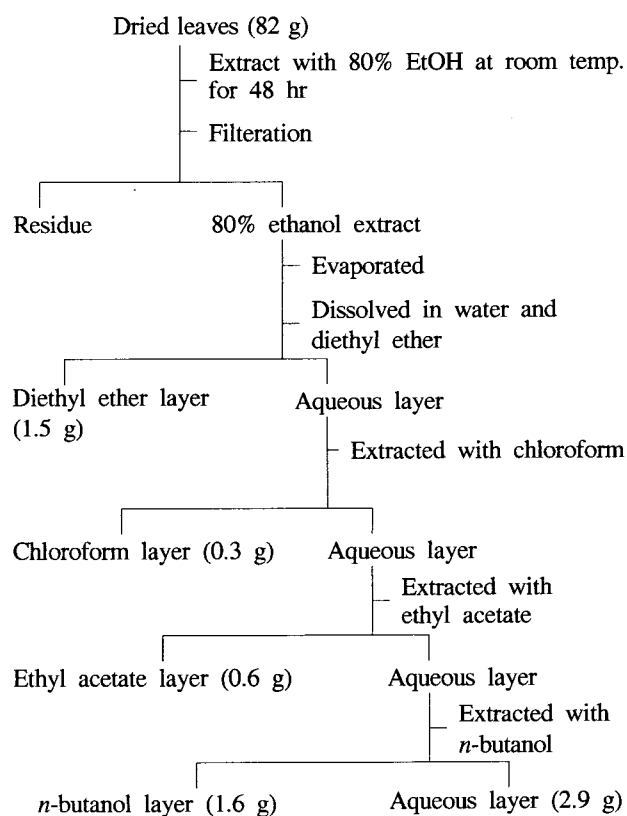 Dried leaves (82 g)
Extract with 80% EtOH at room temp.
for 48 hr
Filteration
Residue
80% ethanol extract
Evaporated
Dissolved in water and
diethyl ether
Diethyl ether layer
(1.5 g)
Aqueous layer
Extracted with chloroform
Chloroform layer (0.3 g)
Aqueous layer
Extracted with
ethyl acetate
Ethyl acetate layer (0.6 g)
Aqueous layer
Extracted with
n-butanol
n-butanol layer (1.6 g)
Aqueous layer (2.9 g)